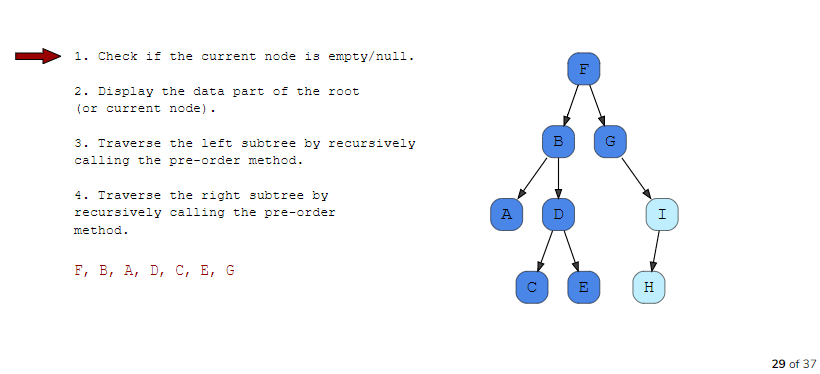 1. Check if the current node is empty/null.
2. Display the data part of the root
(or current node).
3. Traverse the left subtree by recursively
calling the pre-order method.
4. Traverse the right subtree by
recursively calling the pre-order
method.
F, B, A, D, C, E, G
F
B G
A D I
C E H
29 of 37